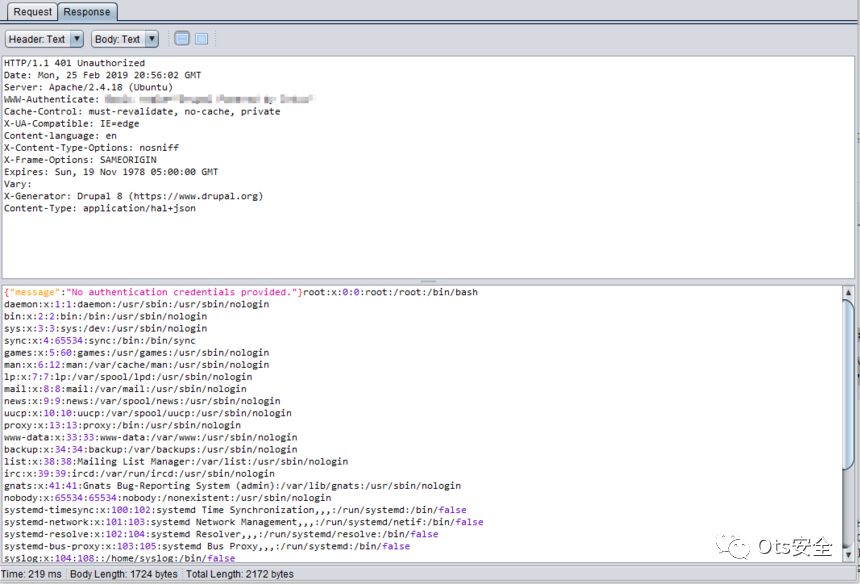 Request Response
Header: Text Body: Text
HTTP/1.1 401 Unauthorized
Date: Mon, 25 Feb 2019 20:56:02 GMT
Server: Apache/2.4.18 (Ubuntu)
WWW-Authenticate:
Cache-Control: must-revalidate, no-cache, private
X-UA-Compatible: IE=edge
Content-language: en
X-Content-Type-Options: nosniff
X-Frame-Options: SAMEORIGIN
Expires: Sun, 19 Nov 1978 05:00:00 GMT
Vary:
X-Generator: Drupal 8 (https://www.drupal.org)
Content-Type: application/hal+json
{"message":"No authentication credentials provided."}root:x:0:0:root:/root:/bin/bash
daemon:x:1:1:daemon:/usr/sbin:/usr/sbin/nologin
bin:x:2:2:bin:/bin:/usr/sbin/nologin
sys:x:3:3:sys:/dev:/usr/sbin/nologin
sync:x:4:65534:sync:/bin:/bin/sync
games:x:5:60:games:/usr/games:/usr/sbin/nologin
man:x:6:12:man:/var/cache/man:/usr/sbin/nologin
lp:x:7:7:lp:/var/spool/lpd:/usr/sbin/nologin
mail:x:8:8:mail:/var/mail:/usr/sbin/nologin
news:x:9:9:news:/var/spool/news:/usr/sbin/nologin
uucp:x:10:10:uucp:/var/spool/uucp:/usr/sbin/nologin
proxy:x:13:13:proxy:/bin:/usr/sbin/nologin
www-data:x:33:33:www-data:/var/www:/usr/sbin/nologin
backup:x:34:34:backup:/var/backups:/usr/sbin/nologin
list:x:38:38:Mailing List Manager:/var/list:/usr/sbin/nologin
irc:x:39:39:ircd:/var/run/ircd:/usr/sbin/nologin
gnats:x:41:41:Gnats Bug-Reporting System (admin):/var/lib/gnats:/usr/sbin/nologin
nobody:x:65534:65534:nobody:/nonexistent:/usr/sbin/nologin
systemd-timesync:x:100:102:systemd Time Synchronization,,,:/run/systemd:/bin/false
systemd-network:x:101:103:systemd Network Management,,,:/run/systemd/netif:/bin/false
systemd-resolve:x:102:104:systemd Resolver,,,:/run/systemd/resolve:/bin/false
systemd-bus-proxy:x:103:105:systemd Bus Proxy,,,:/run/systemd:/bin/false
syslog:x:104:108::/home/syslog:/bin/false
Ots安全
Time: 219 ms Body Length: 1724 bytes Total Length: 2172 bytes